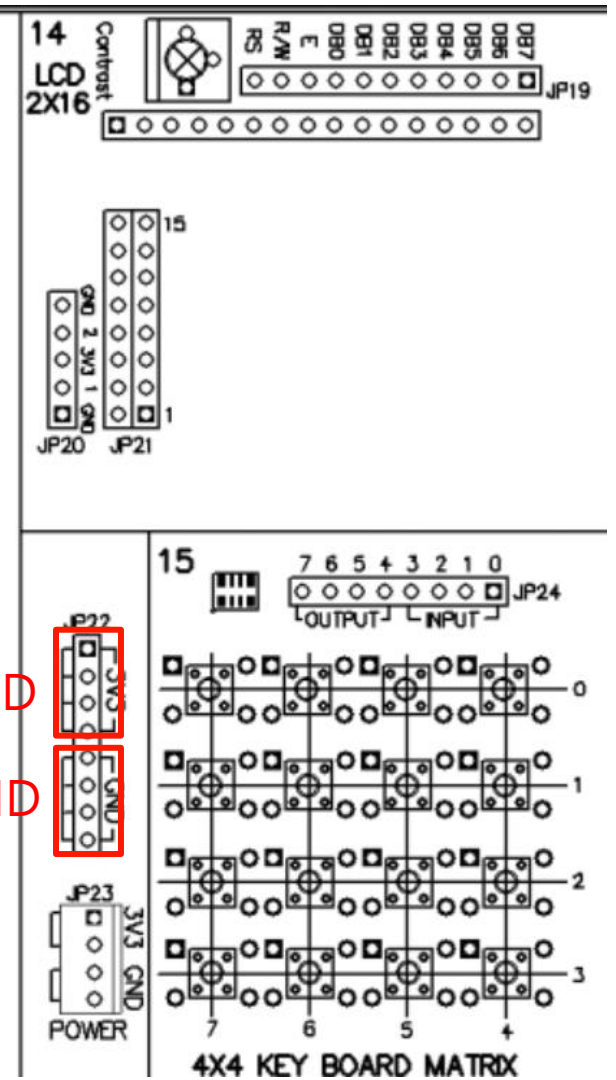 14
LCD
2X16
Contrast
RS R/W E DB0 DB1 DB2 DB3 DB4 DB5 DB6 DB7
JP19
15
GND 2 3V3 1 GND
1
JP20 JP21
15
7 6 5 4 3 2 1 0
JP24
OUTPUT INPUT
JP22
3V3
D
0
GND
D
1
2
JP23
3V3 GND
3
POWER
7 6 5 4
4X4 KEY BOARD MATRIX